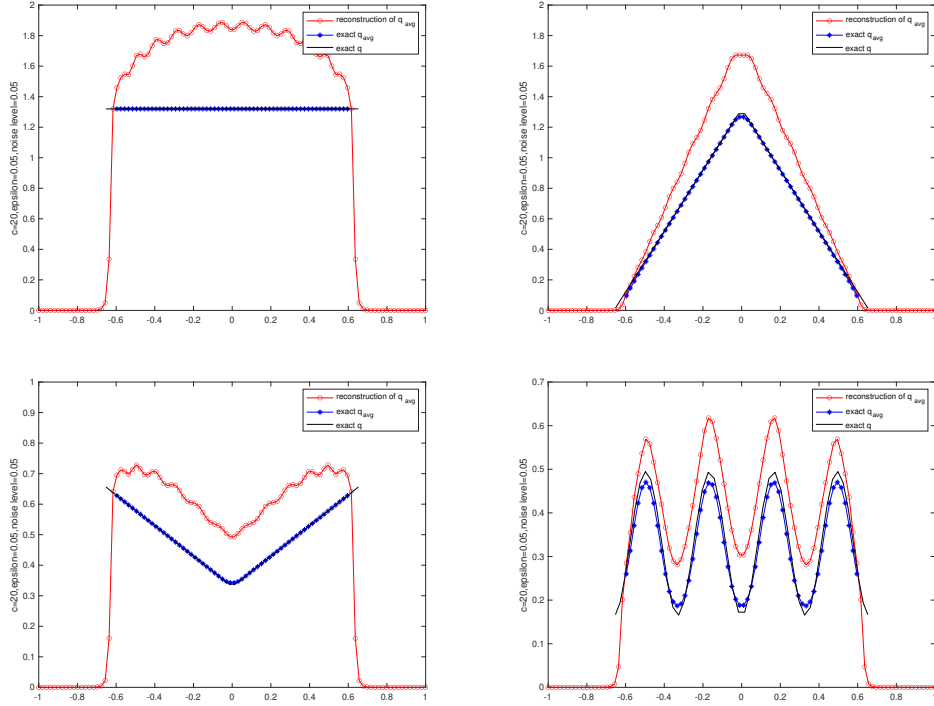 c=20,epsilon=0.05,noise level=0.05
2
1.8
1.6
1.4
1.2
1
0.8
0.6
0.4
0.2
0
-1 -0.8 -0.6 -0.4 -0.2 0 0.2 0.4 0.6 0.8 1
reconstruction of q avg
exact q avg
exact q
c=20,epsilon=0.05,noise level=0.05
2
1.8
1.6
1.4
1.2
1
0.8
0.6
0.4
0.2
0
-1 -0.8 -0.6 -0.4 -0.2 0 0.2 0.4 0.6 0.8 1
reconstruction of q avg
exact q avg
exact q
c=20,epsilon=0.05,noise level=0.05
1
0.9
0.8
0.7
0.6
0.5
0.4
0.3
0.2
0.1
0
-1 -0.8 -0.6 -0.4 -0.2 0 0.2 0.4 0.6 0.8 1
reconstruction of q avg
exact q avg
exact q
c=20,epsilon=0.05,noise level=0.05
0.7
0.6
0.5
0.4
0.3
0.2
0.1
0
-1 -0.8 -0.6 -0.4 -0.2 0 0.2 0.4 0.6 0.8 1
reconstruction of q avg
exact q avg
exact q